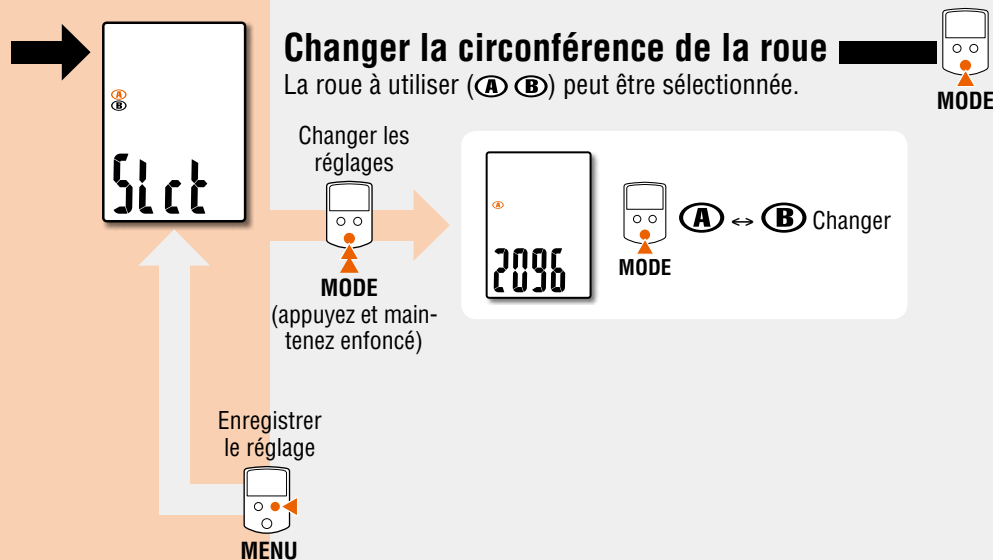 Changer la circonférence de la roue
La roue à utiliser (Ⓐ Ⓑ) peut être sélectionnée.
MODE
Ⓐ
Ⓑ
Slct
Changer les
réglages
MODE
(appuyez et main-
tenez enfoncé)
Ⓐ
2096
MODE
Ⓐ ↔ Ⓑ Changer
Enregistrer
le réglage
MENU